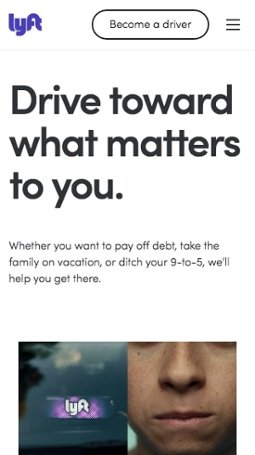 lyft
Become a driver
Drive toward
what matters
to you.
Whether you want to pay off debt, take the
family on vacation, or ditch your 9-to-5, we'll
help you get there.
lyft